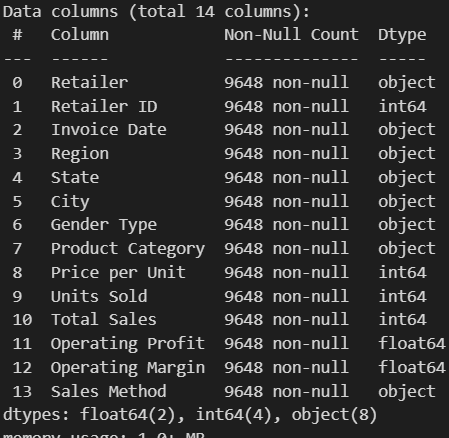 Data columns (total 14 columns):
 #   Column             Non-Null Count  Dtype
---  ------             --------------  -----
 0   Retailer           9648 non-null   object
 1   Retailer ID        9648 non-null   int64
 2   Invoice Date       9648 non-null   object
 3   Region             9648 non-null   object
 4   State              9648 non-null   object
 5   City               9648 non-null   object
 6   Gender Type        9648 non-null   object
 7   Product Category   9648 non-null   object
 8   Price per Unit     9648 non-null   int64
 9   Units Sold         9648 non-null   int64
 10  Total Sales        9648 non-null   int64
 11  Operating Profit   9648 non-null   float64
 12  Operating Margin   9648 non-null   float64
 13  Sales Method       9648 non-null   object
dtypes: float64(2), int64(4), object(8)
memory usage: 1.0+ MB